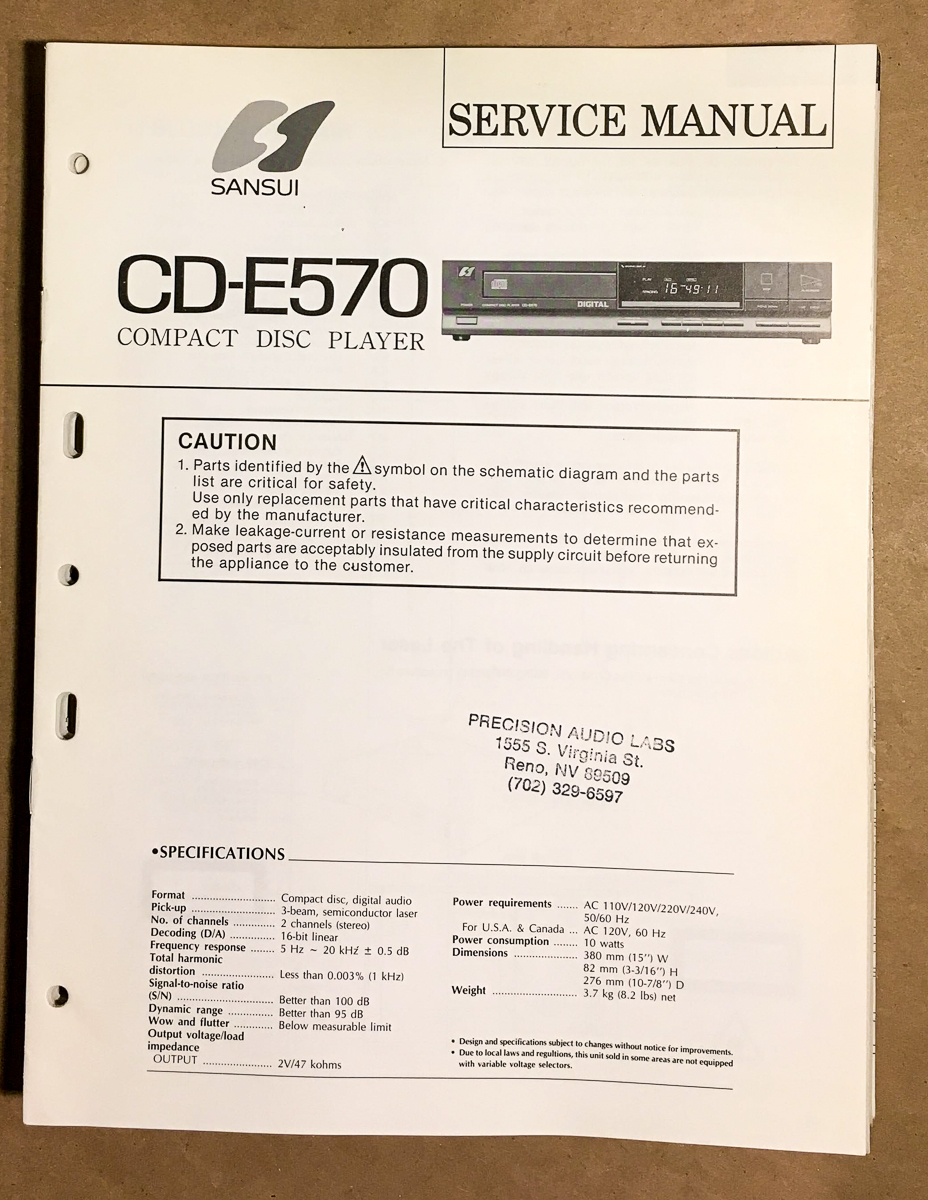 SERVICE MANUAL
SANSUI
CD-E570
COMPACT DISC PLAYER
DIGITAL
16-49:11
CAUTION
1. Parts identified by the ⚠ symbol on the schematic diagram and the parts
list are critical for safety.
Use only replacement parts that have critical characteristics recommend-
ed by the manufacturer.
2. Make leakage-current or resistance measurements to determine that ex-
posed parts are acceptably insulated from the supply circuit before returning
the appliance to the customer.
PRECISION AUDIO LABS
1555 S. Virginia St.
Reno, NV 89509
(702) 329-6597
•SPECIFICATIONS
Format ............................ Compact disc, digital audio
Pick-up ............................ 3-beam, semiconductor laser
No. of channels ................ 2 channels (stereo)
Decoding (D/A) ............... 16-bit linear
Frequency response ........ 5 Hz ~ 20 kHz ± 0.5 dB
Total harmonic
distortion ........................ Less than 0.003% (1 kHz)
Signal-to-noise ratio
(S/N) ................................ Better than 100 dB
Dynamic range ............... Better than 95 dB
Wow and flutter ............. Below measurable limit
Output voltage/load
impedance
OUTPUT ....................... 2V/47 kohms
Power requirements ....... AC 110V/120V/220V/240V,
50/60 Hz
For U.S.A. & Canada ... AC 120V, 60 Hz
Power consumption ........ 10 watts
Dimensions ..................... 380 mm (15") W
82 mm (3-3/16") H
276 mm (10-7/8") D
Weight ............................ 3.7 kg (8.2 lbs) net
• Design and specifications subject to changes without notice for improvements.
• Due to local laws and regultions, this unit sold in some areas are not equipped
with variable voltage selectors.